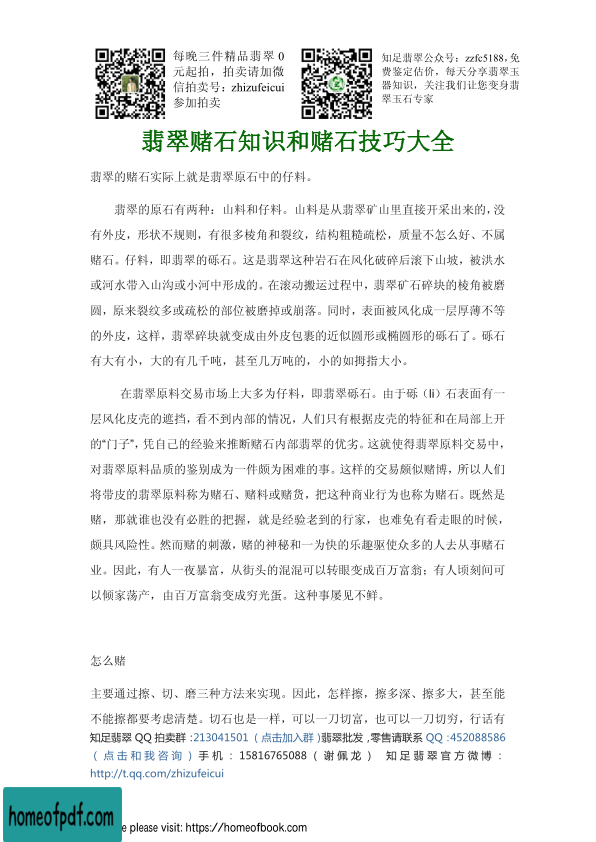 每晚三件精品翡翠 0
元起拍，拍卖请加微
信拍卖号：zhizufeicui
参加拍卖
知足翡翠公众号：zzfc5188，免
费鉴定估价，每天分享翡翠玉
器知识，关注我们让您变身翡
翠玉石专家
翡翠赌石知识和赌石技巧大全
翡翠的赌石实际上就是翡翠原石中的仔料。
翡翠的原石有两种：山料和仔料。山料是从翡翠矿山里直接开采出来的，没
有外皮，形状不规则，有很多棱角和裂纹，结构粗糙疏松，质量不怎么好、不属
赌石。仔料，即翡翠的砾石。这是翡翠这种岩石在风化破碎后滚下山坡，被洪水
或河水带入山沟或小河中形成的。在滚动搬运过程中，翡翠矿石碎块的棱角被磨
圆，原来裂纹多或疏松的部位被磨掉或崩落。同时，表面被风化成一层厚薄不等
的外皮，这样，翡翠碎块就变成由外皮包裹的近似圆形或椭圆形的砾石了。砾石
有大有小，大的有几千吨，甚至几万吨的，小的如拇指大小。
在翡翠原料交易市场上大多为仔料，即翡翠砾石。由于砾（li）石表面有一
层风化皮壳的遮挡，看不到内部的情况，人们只有根据皮壳的特征和在局部上开
的“门子”，凭自己的经验来推断赌石内部翡翠的优劣。这就使得翡翠原料交易中，
对翡翠原料品质的鉴别成为一件颇为困难的事。这样的交易颇似赌博，所以人们
将带皮的翡翠原料称为赌石、赌料或赌货，把这种商业行为也称为赌石。既然是
赌，那就谁也没有必胜的把握，就是经验老到的行家，也难免有看走眼的时候，
颇具风险性。然而赌的刺激，赌的神秘和一为快的乐趣驱使众多的人去从事赌石
业。因此，有人一夜暴富，从街头的混混可以转眼变成百万富翁；有人顷刻间可
以倾家荡产，由百万富翁变成穷光蛋。这种事屡见不鲜。
怎么赌
主要通过擦、切、磨三种方法来实现。因此，怎样擦，擦多深、擦多大，甚至能
不能擦都要考虑清楚。切石也是一样，可以一刀切富，也可以一刀切穷，行话有
知足翡翠 QQ 拍卖群：213041501（点击加入群）翡翠批发，零售请联系 QQ：452088586
（点击和我咨询）手机：15816765088（谢佩龙） 知足翡翠官方微博：
http://t.qq.com/zhizufeicui
homeofpdf.com
e please visit: https://homeofbook.com